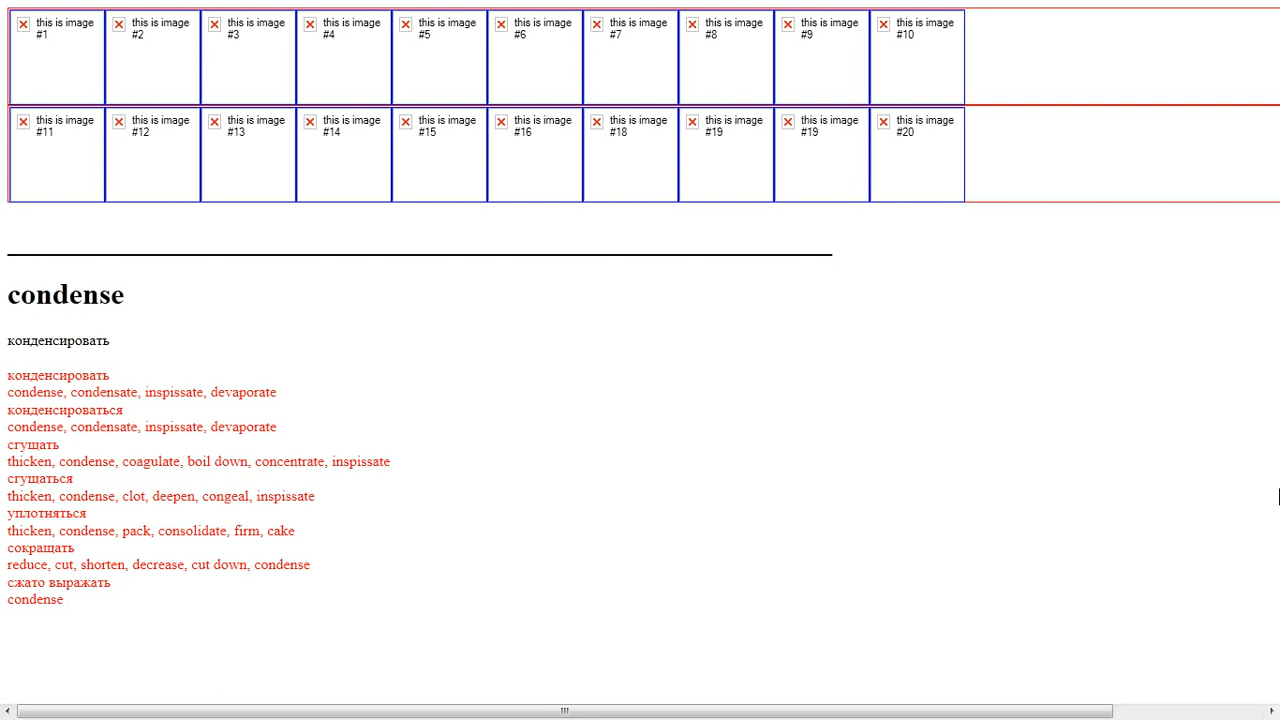 this is image this is image this is image this is image this is image this is image this is image this is image this is image this is image
#1 #2 #3 #4 #5 #6 #7 #8 #9 #10
this is image this is image this is image this is image this is image this is image this is image this is image this is image this is image
#11 #12 #13 #14 #15 #16 #18 #19 #19 #20
condense
конденсировать
конденсировать
condense, condensate, inspissate, devaporate
конденсироваться
condense, condensate, inspissate, devaporate
сгущать
thicken, condense, coagulate, boil down, concentrate, inspissate
сгущаться
thicken, condense, clot, deepen, congeal, inspissate
уплотняться
thicken, condense, pack, consolidate, firm, cake
сокращать
reduce, cut, shorten, decrease, cut down, condense
сжато выражать
condense